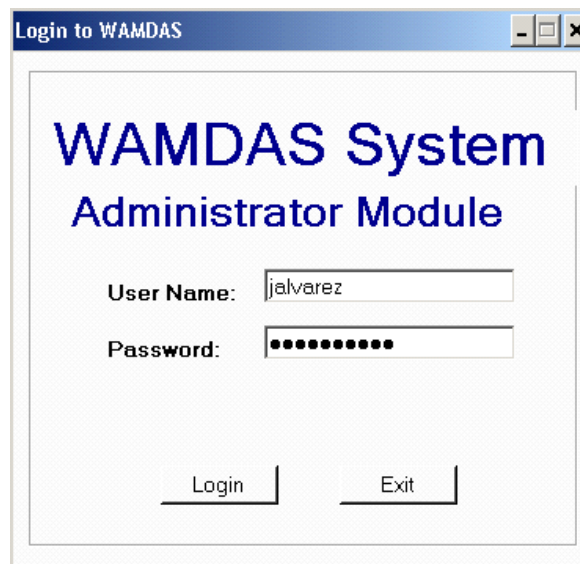 Login to WAMDAS
WAMDAS System
Administrator Module
User Name: jalvarez
Password: ●●●●●●●●●●
Login Exit